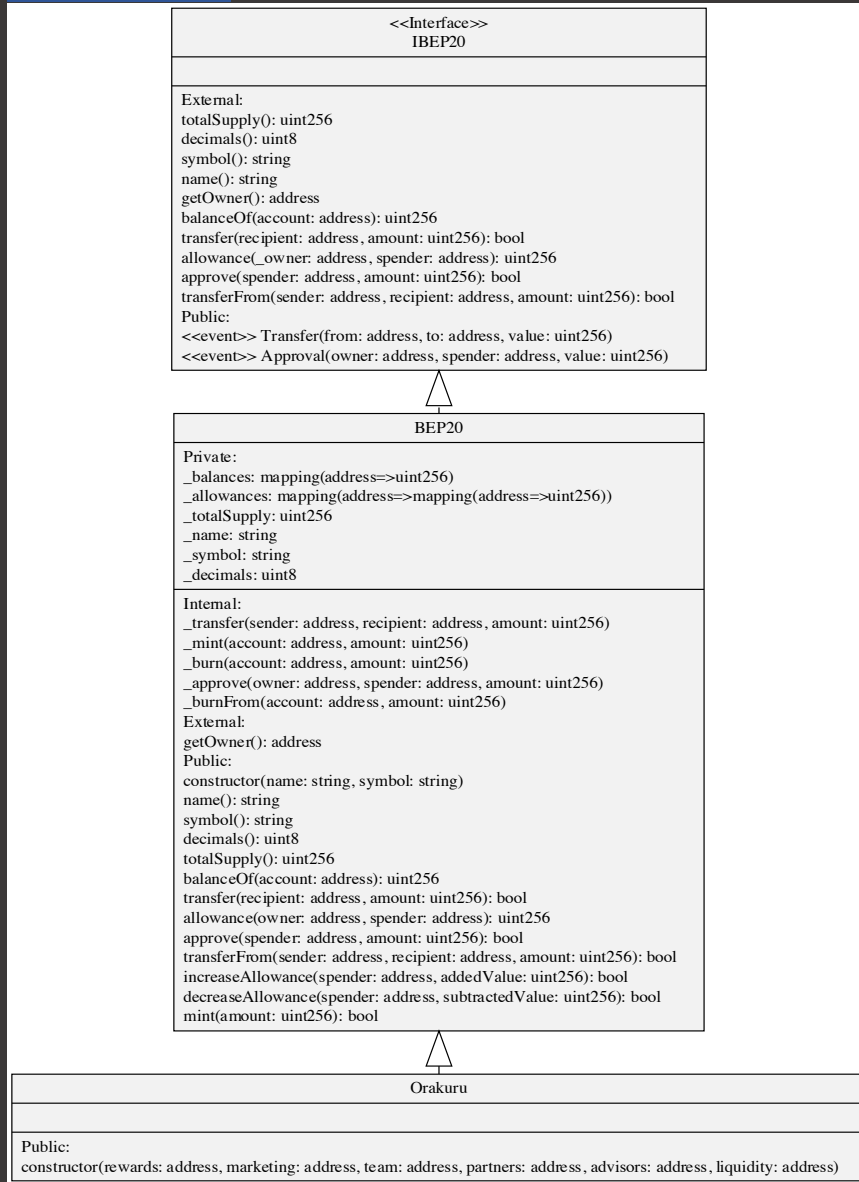 <<Interface>>
IBEP20
External:
totalSupply(): uint256
decimals(): uint8
symbol(): string
name(): string
getOwner(): address
balanceOf(account: address): uint256
transfer(recipient: address, amount: uint256): bool
allowance(_owner: address, spender: address): uint256
approve(spender: address, amount: uint256): bool
transferFrom(sender: address, recipient: address, amount: uint256): bool
Public:
<<event>> Transfer(from: address, to: address, value: uint256)
<<event>> Approval(owner: address, spender: address, value: uint256)
BEP20
Private:
_balances: mapping(address=>uint256)
_allowances: mapping(address=>mapping(address=>uint256))
_totalSupply: uint256
_name: string
_symbol: string
_decimals: uint8
Internal:
_transfer(sender: address, recipient: address, amount: uint256)
_mint(account: address, amount: uint256)
_burn(account: address, amount: uint256)
_approve(owner: address, spender: address, amount: uint256)
_burnFrom(account: address, amount: uint256)
External:
getOwner(): address
Public:
constructor(name: string, symbol: string)
name(): string
symbol(): string
decimals(): uint8
totalSupply(): uint256
balanceOf(account: address): uint256
transfer(recipient: address, amount: uint256): bool
allowance(owner: address, spender: address): uint256
approve(spender: address, amount: uint256): bool
transferFrom(sender: address, recipient: address, amount: uint256): bool
increaseAllowance(spender: address, addedValue: uint256): bool
decreaseAllowance(spender: address, subtractedValue: uint256): bool
mint(amount: uint256): bool
Orakuru
Public:
constructor(rewards: address, marketing: address, team: address, partners: address, advisors: address, liquidity: address)